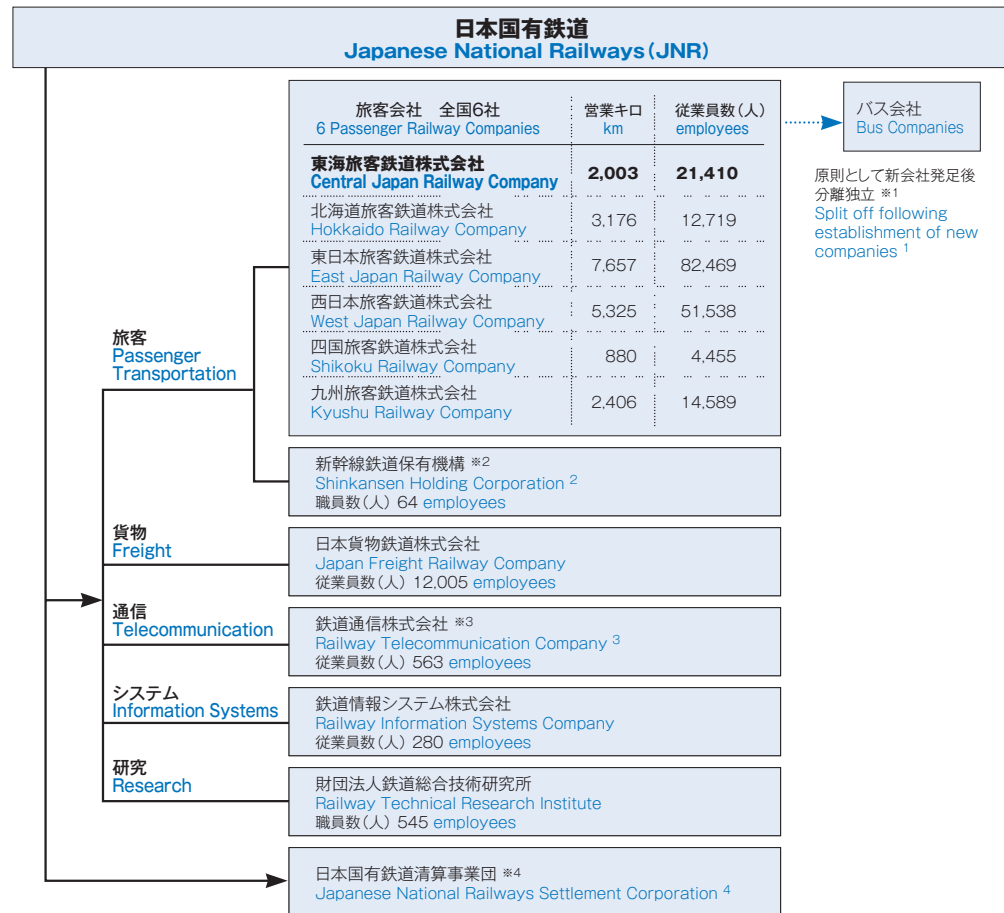 日本国有鉄道
Japanese National Railways(JNR)
旅客会社 全国6社 営業キロ 従業員数(人)
6 Passenger Railway Companies km employees
東海旅客鉄道株式会社
Central Japan Railway Company 2,003 21,410
北海道旅客鉄道株式会社
Hokkaido Railway Company 3,176 12,719
東日本旅客鉄道株式会社
East Japan Railway Company 7,657 82,469
西日本旅客鉄道株式会社
West Japan Railway Company 5,325 51,538
四国旅客鉄道株式会社
Shikoku Railway Company 880 4,455
九州旅客鉄道株式会社
Kyushu Railway Company 2,406 14,589
バス会社
Bus Companies
原則として新会社発足後
分離独立 ※1
Split off following
establishment of new
companies 1
旅客
Passenger
Transportation
新幹線鉄道保有機構 ※2
Shinkansen Holding Corporation 2
職員数(人) 64 employees
貨物
Freight
日本貨物鉄道株式会社
Japan Freight Railway Company
従業員数(人) 12,005 employees
通信
Telecommunication
鉄道通信株式会社 ※3
Railway Telecommunication Company 3
従業員数(人) 563 employees
システム
Information Systems
鉄道情報システム株式会社
Railway Information Systems Company
従業員数(人) 280 employees
研究
Research
財団法人鉄道総合技術研究所
Railway Technical Research Institute
職員数(人) 545 employees
日本国有鉄道清算事業団 ※4
Japanese National Railways Settlement Corporation 4